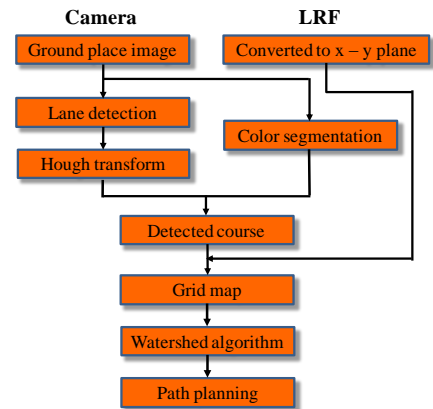 Camera
LRF
Ground place image
Converted to x – y plane
Lane detection
Color segmentation
Hough transform
Detected course
Grid map
Watershed algorithm
Path planning